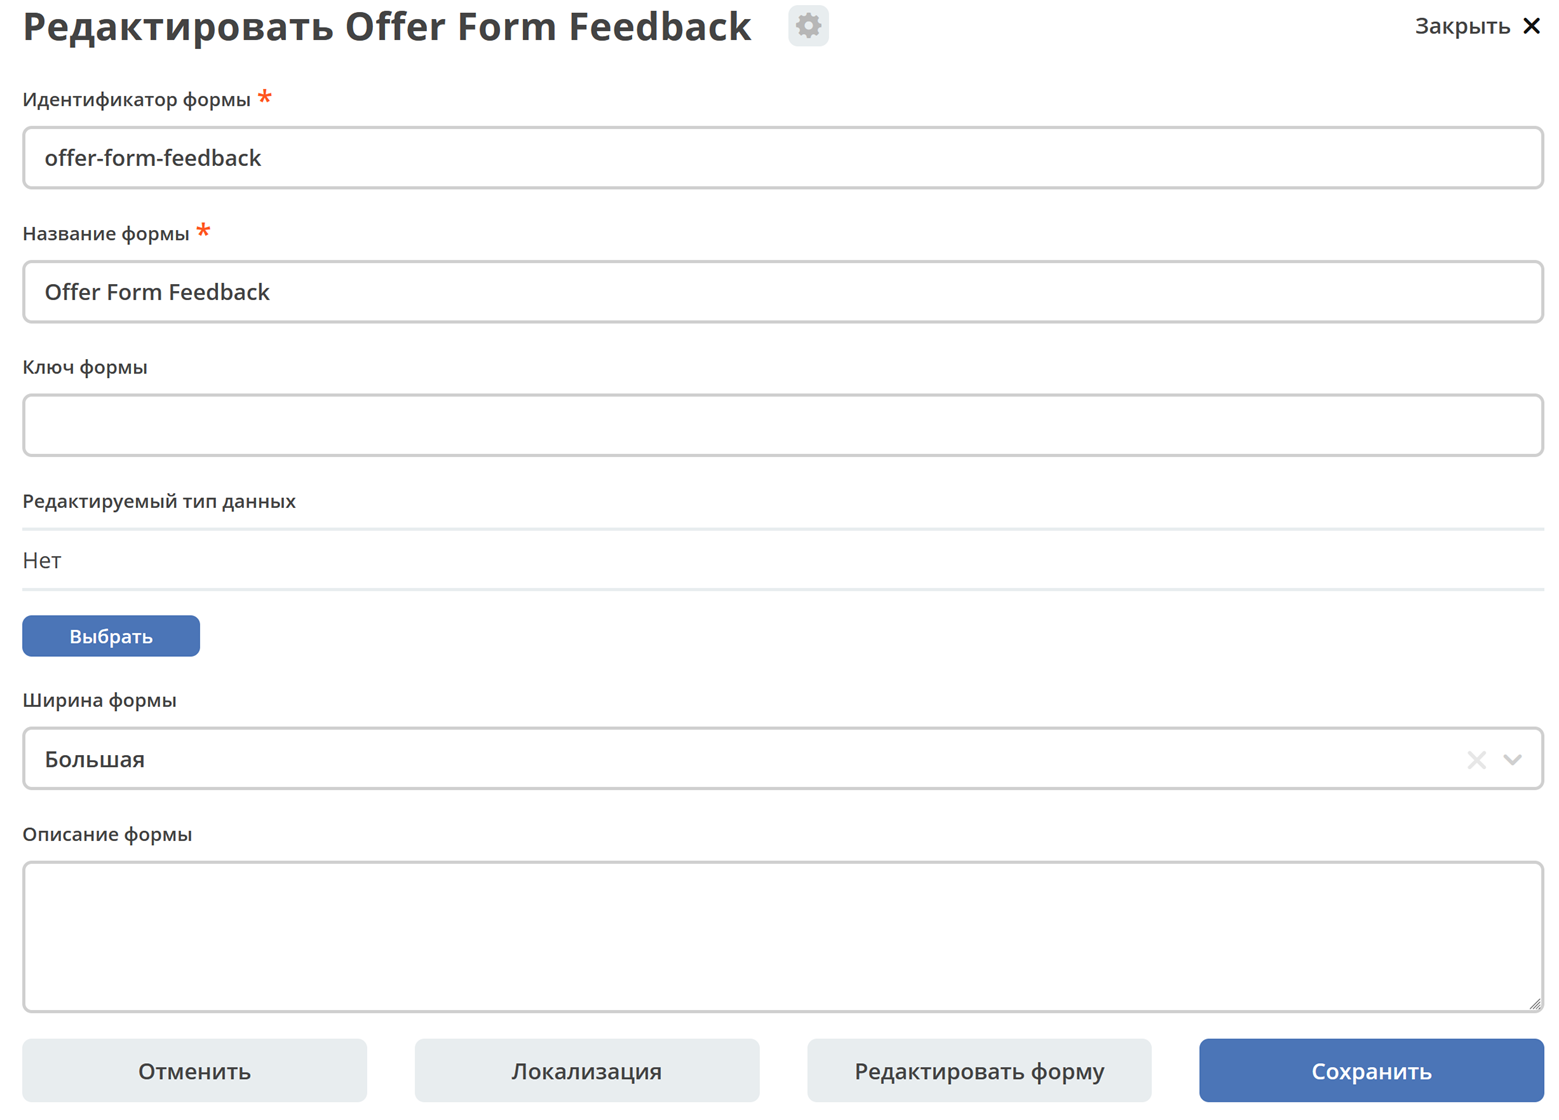 Редактировать Offer Form Feedback
Закрыть
Идентификатор формы *
offer-form-feedback
Название формы *
Offer Form Feedback
Ключ формы
Редактируемый тип данных
Нет
Выбрать
Ширина формы
Большая
Описание формы
Отменить
Локализация
Редактировать форму
Сохранить